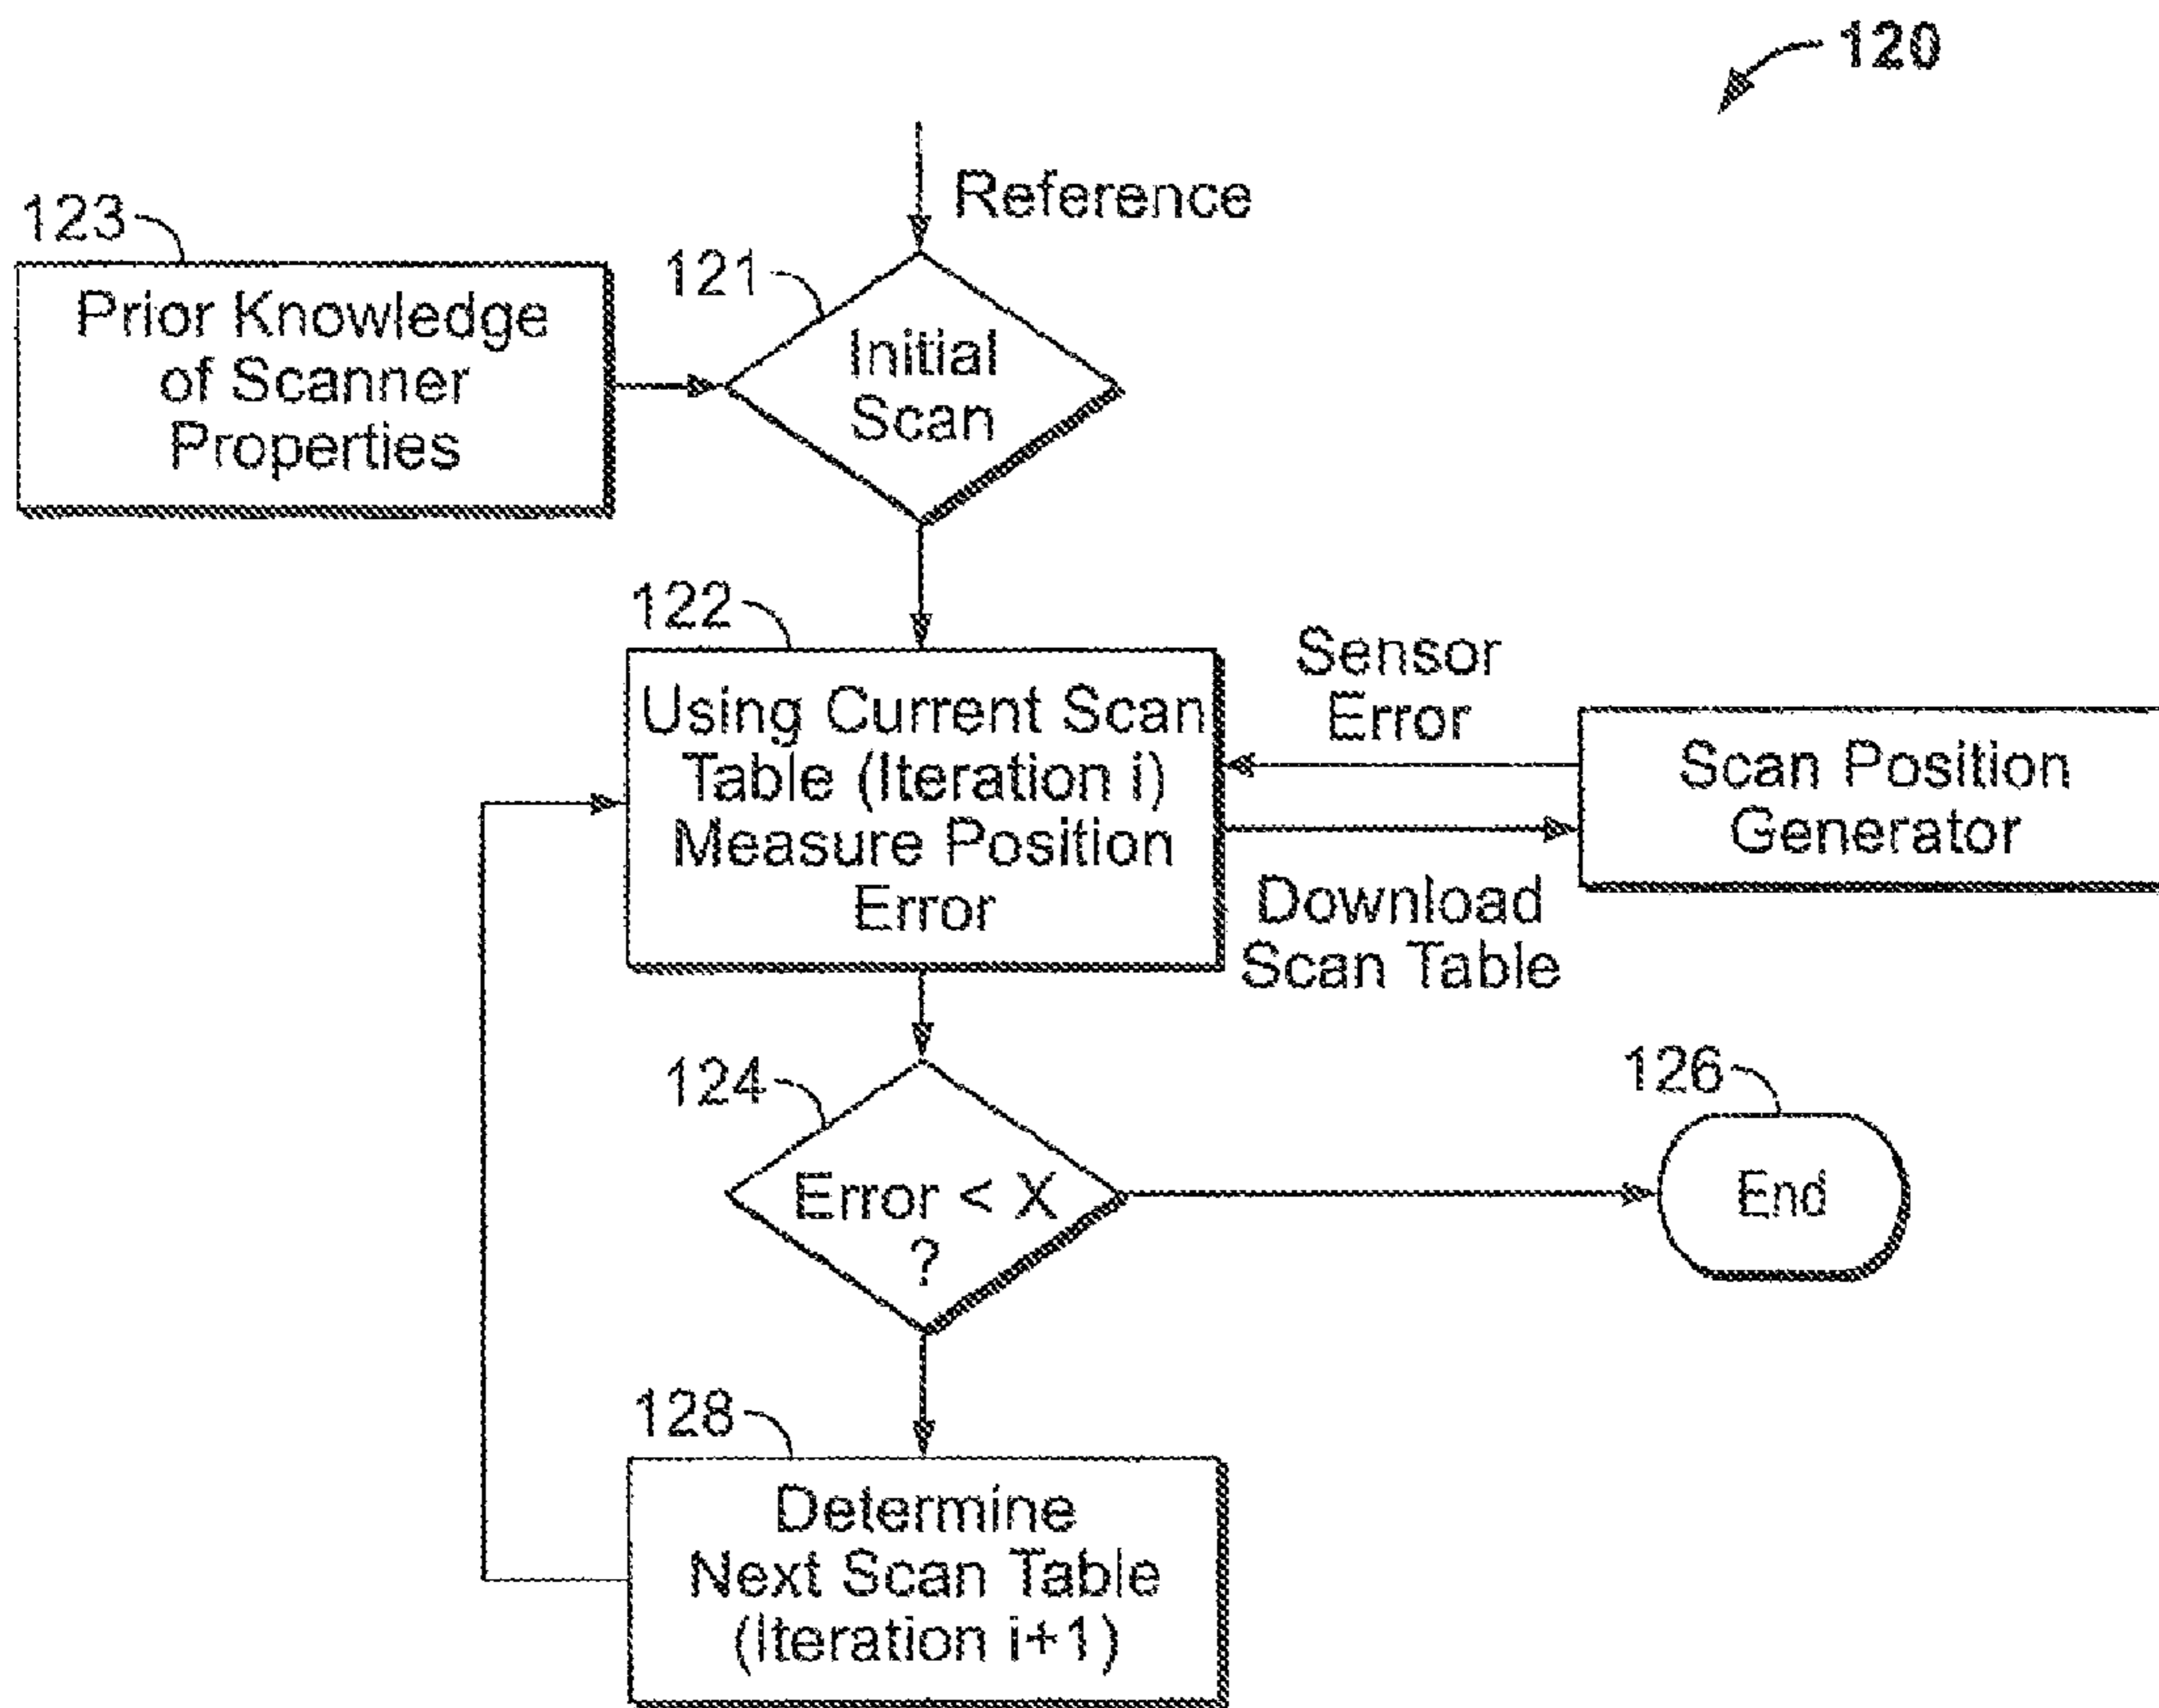 120
Reference
123
Prior Knowledge
of Scanner
Properties
121
Initial
Scan
122
Using Current Scan
Table (Iteration i)
Measure Position
Error
Sensor
Error
Scan Position
Generator
Download
Scan Table
124
Error < X
?
126
End
128
Determine
Next Scan Table
(Iteration i+1)